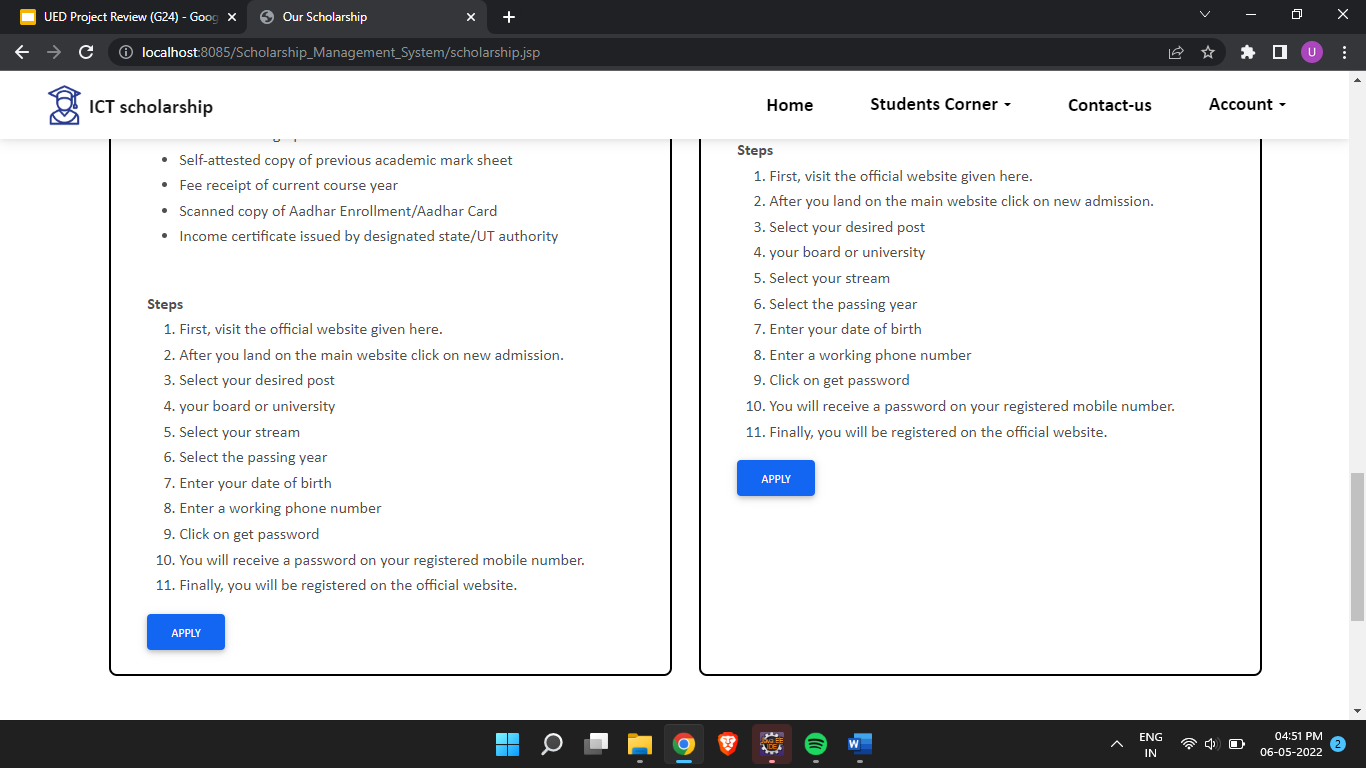 UED Project Review (G24) - Goog
Our Scholarship
localhost:8085/Scholarship_Management_System/scholarship.jsp
U
ICT scholarship
Home
Students Corner
Contact-us
Account
Self-attested copy of previous academic mark sheet
Fee receipt of current course year
Scanned copy of Aadhar Enrollment/Aadhar Card
Income certificate issued by designated state/UT authority
Steps
1. First, visit the official website given here.
2. After you land on the main website click on new admission.
3. Select your desired post
4. your board or university
5. Select your stream
6. Select the passing year
7. Enter your date of birth
8. Enter a working phone number
9. Click on get password
10. You will receive a password on your registered mobile number.
11. Finally, you will be registered on the official website.
APPLY
Steps
1. First, visit the official website given here.
2. After you land on the main website click on new admission.
3. Select your desired post
4. your board or university
5. Select your stream
6. Select the passing year
7. Enter your date of birth
8. Enter a working phone number
9. Click on get password
10. You will receive a password on your registered mobile number.
11. Finally, you will be registered on the official website.
APPLY
W
ENG
IN
04:51 PM
06-05-2022
2